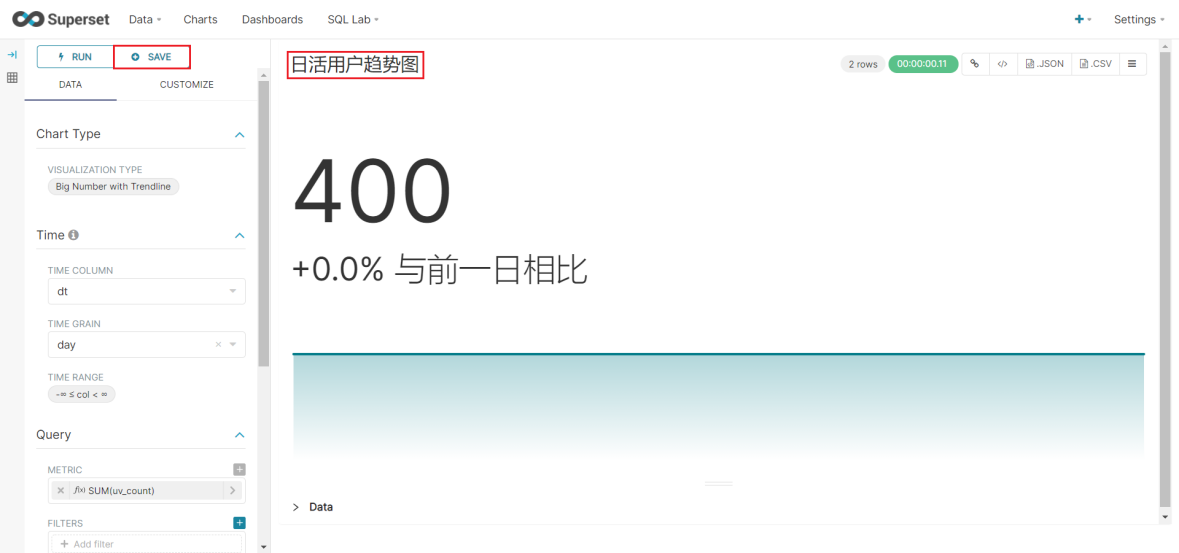 Superset Data Charts Dashboards SQL Lab Settings
RUN SAVE
日活用户趋势图
2 rows 00:00:00.11 </> .JSON .CSV
DATA CUSTOMIZE
Chart Type
VISUALIZATION TYPE
Big Number with Trendline
Time
TIME COLUMN
dt
TIME GRAIN
day
TIME RANGE
-∞ ≤ col < ∞
Query
METRIC
f(x) SUM(uv_count)
FILTERS
+ Add filter
400
+0.0% 与前一日相比
> Data